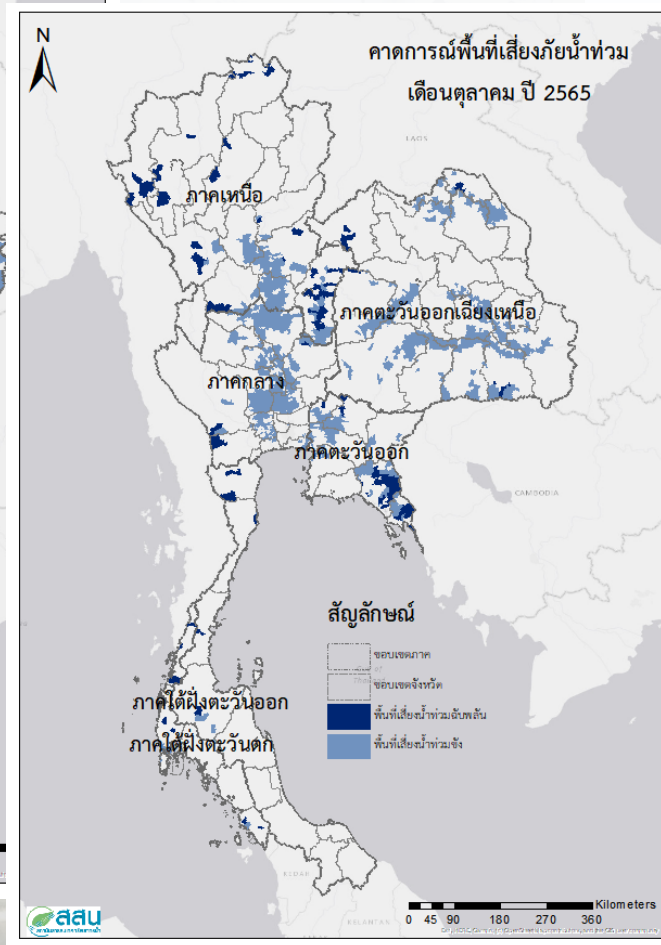 N
คาดการณ์พื้นที่เสี่ยงภัยน้ำท่วม
เดือนตุลาคม ปี 2565
LAOS
ภาคเหนือ
ภาคตะวันออกเฉียงเหนือ
ภาคกลาง
ภาคตะวันออก
CAMBODIA
สัญลักษณ์
ขอบเขตภาค
ขอบเขตจังหวัด
พื้นที่เสี่ยงน้ำท่วมฉับพลัน
พื้นที่เสี่ยงน้ำท่วมขัง
ภาคใต้ฝั่งตะวันออก
ภาคใต้ฝั่งตะวันตก
KEDAH
KELANTAN
สสน
Kilometers
0 45 90 180 270 360